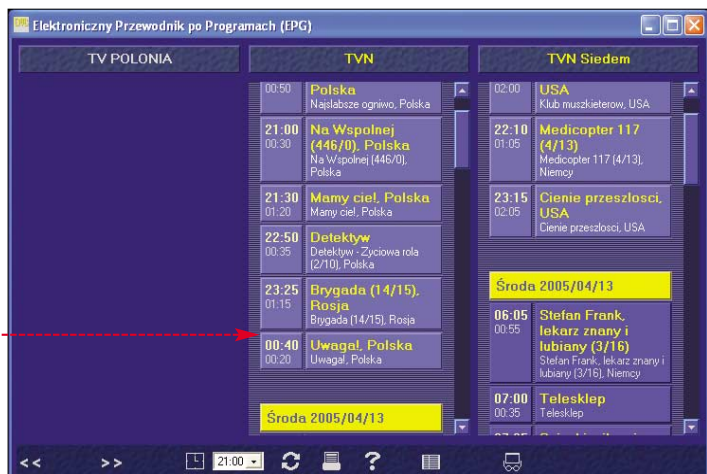 Elektroniczny Przewodnik po Programach (EPG)
TV POLONIA
TVN
TVN Siedem
00:50 Polska
Najslabsze ogniwo, Polska
21:00 Na Wspolnej
00:30 (446/0), Polska
Na Wspolnej (446/0),
Polska
21:30 Mamy cie!, Polska
01:20 Mamy cie!, Polska
22:50 Detektyw
00:35 Detektyw - Zyciowa rola
(2/10), Polska
23:25 Brygada (14/15),
01:15 Rosja
Brygada (14/15), Rosja
00:40 Uwaga!, Polska
00:20 Uwaga!, Polska
Środa 2005/04/13
02:00 USA
Klub muszkieterow, USA
22:10 Medicopter 117
01:05 (4/13)
Medicopter 117 (4/13),
Niemcy
23:15 Cienie przeszlosci,
02:05 USA
Cienie przeszlosci, USA
Środa 2005/04/13
06:05 Stefan Frank,
00:55 lekarz znany i
lubiany (3/16)
Stefan Frank, lekarz znany i
lubiany (3/16), Niemcy
07:00 Telesklep
00:35 Telesklep
<< >> 21:00 ?